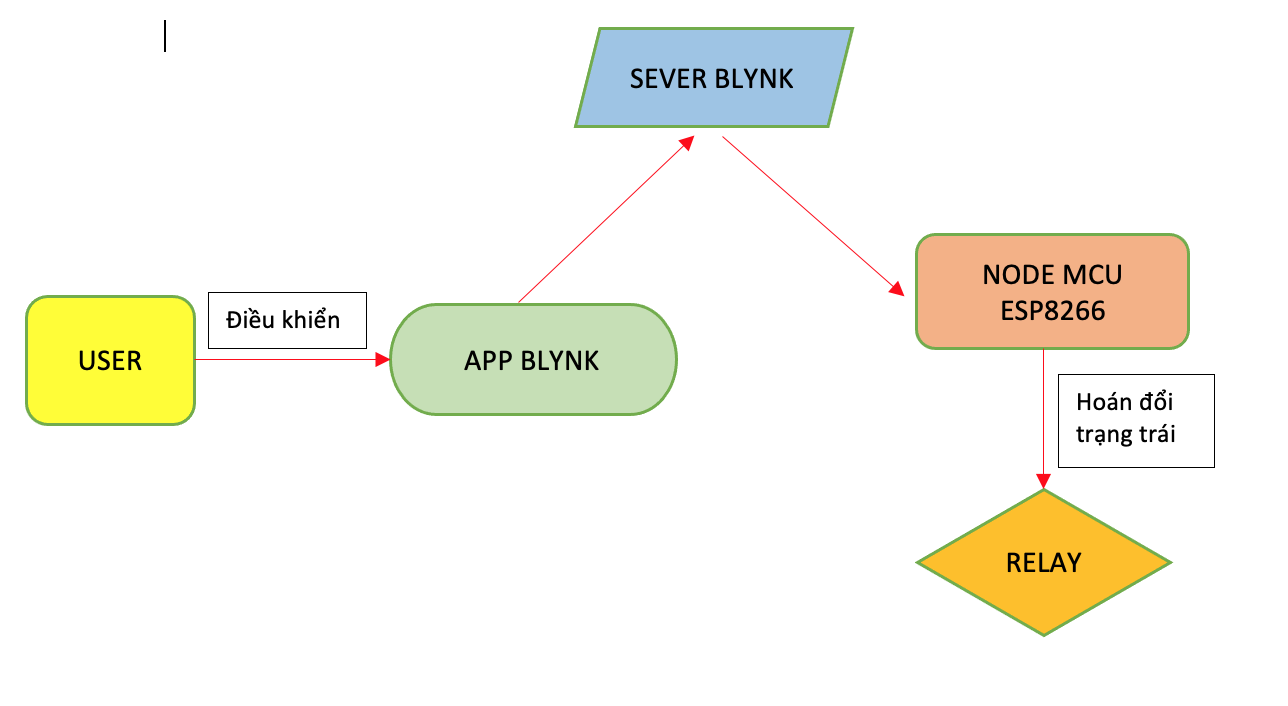 SEVER BLYNK
NODE MCU
ESP8266
Điều khiển
USER
APP BLYNK
Hoán đổi
trạng trái
RELAY